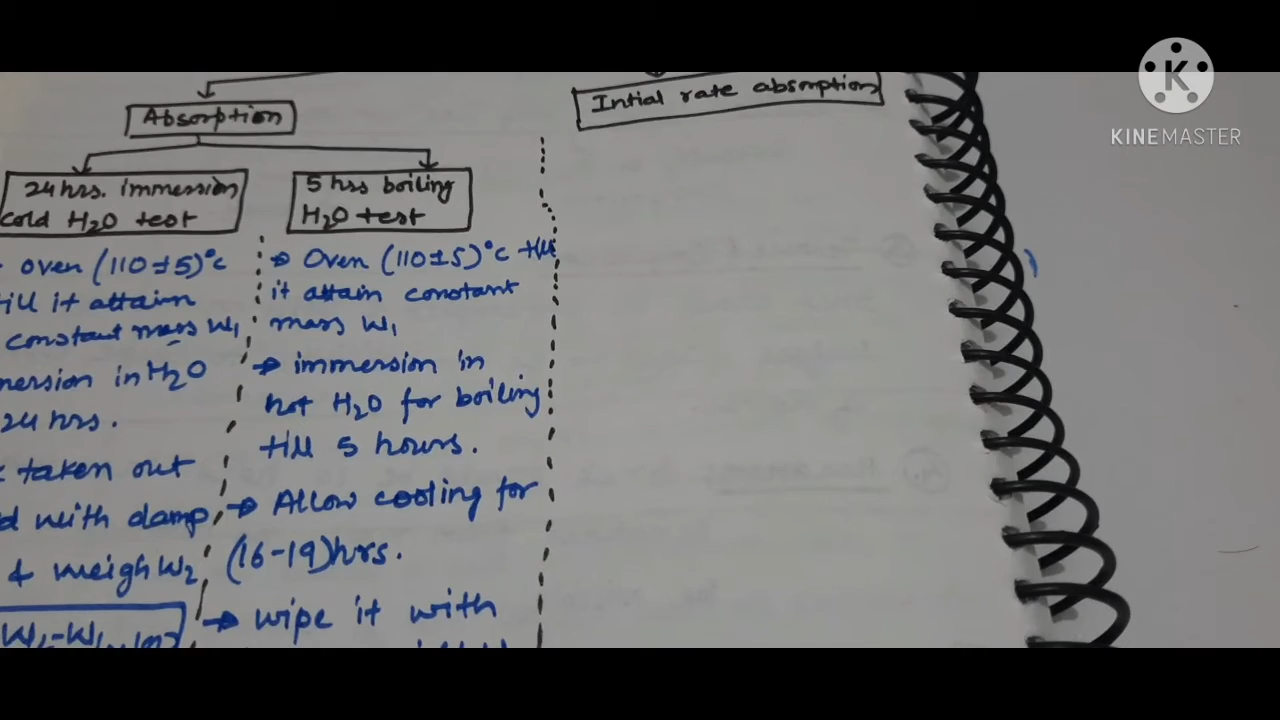 Absorption
Intial rate absorption
24 hrs. immersion
cold H₂O test
5 hrs boiling
H₂O test
oven (110±5)°c
till it attain
constant mass W₁
mersion in H₂O
24 hrs.
taken out
d with damp
& weigh W₂
W₂-W₁
→ Oven (110±5)°c till
it attain constant
mass W₁
→ immersion in
hot H₂O for boiling
till 5 hours.
→ Allow cooling for
(16-19)hrs.
→ wipe it with
K
KINEMASTER